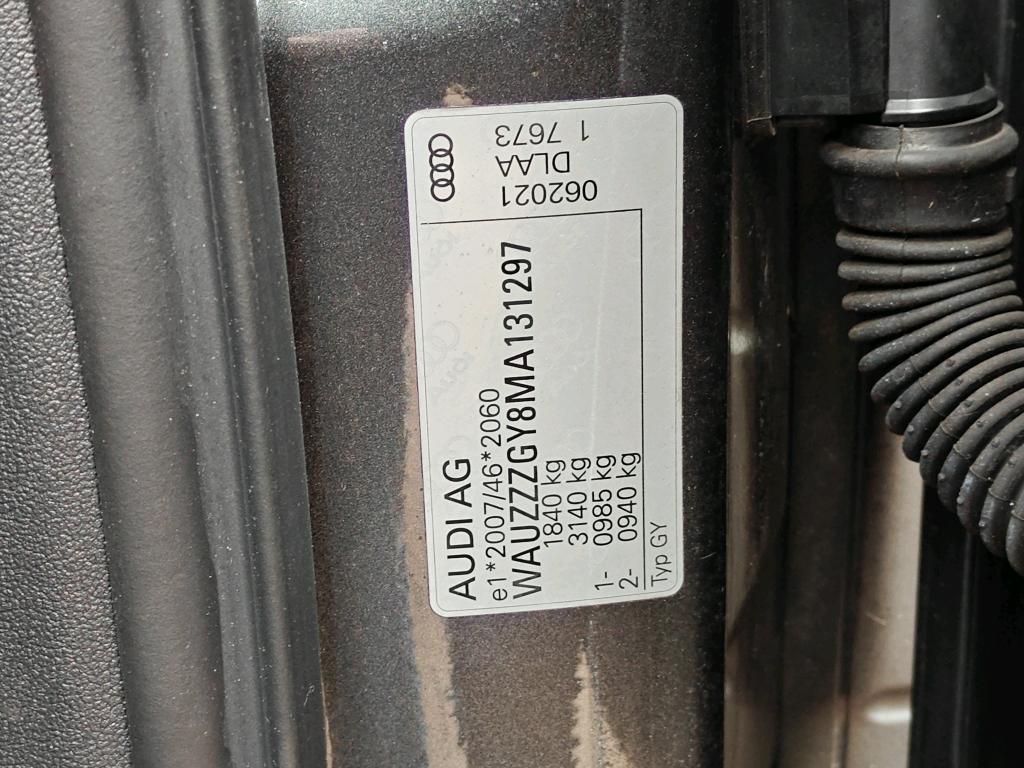 AUDI AG
e1*2007/46*2060
WAUZZZGY8MA131297
1840 kg
3140 kg
1- 0985 kg
2- 0940 kg
Typ GY
062021
DLAA
1 7673